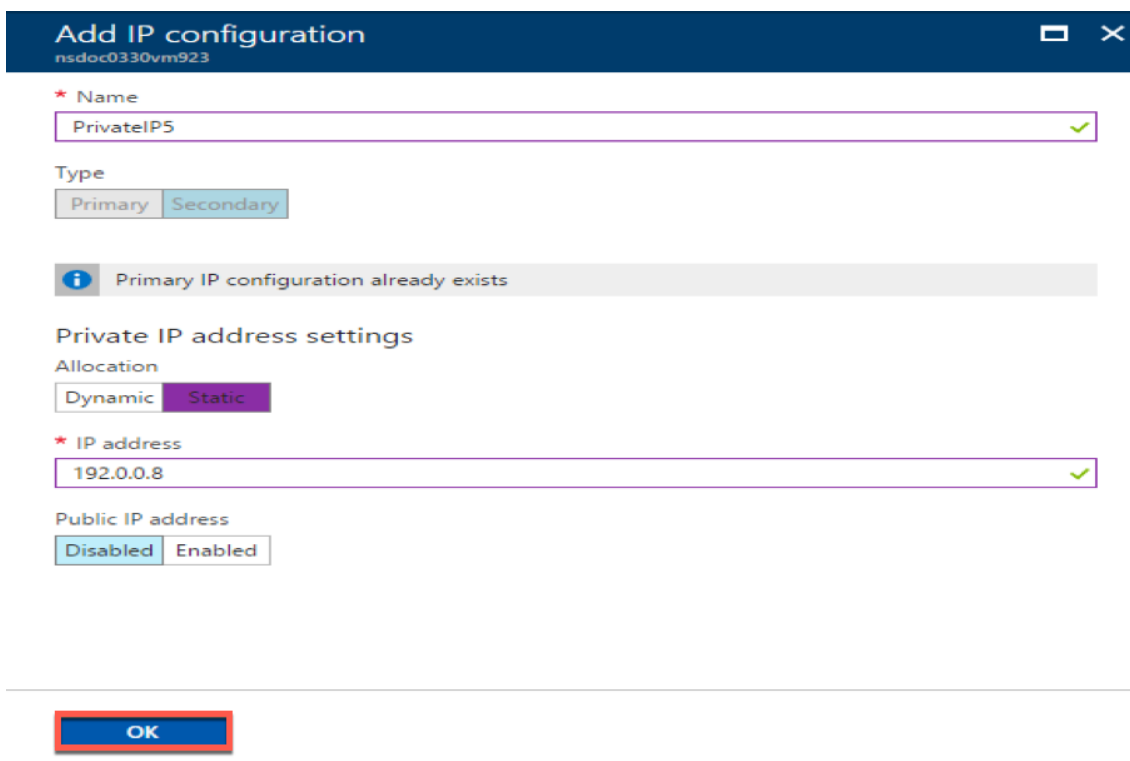 Add IP configuration
nsdoc0330vm923
* Name
PrivateIP5
Type
Primary Secondary
Primary IP configuration already exists
Private IP address settings
Allocation
Dynamic Static
* IP address
192.0.0.8
Public IP address
Disabled Enabled
OK